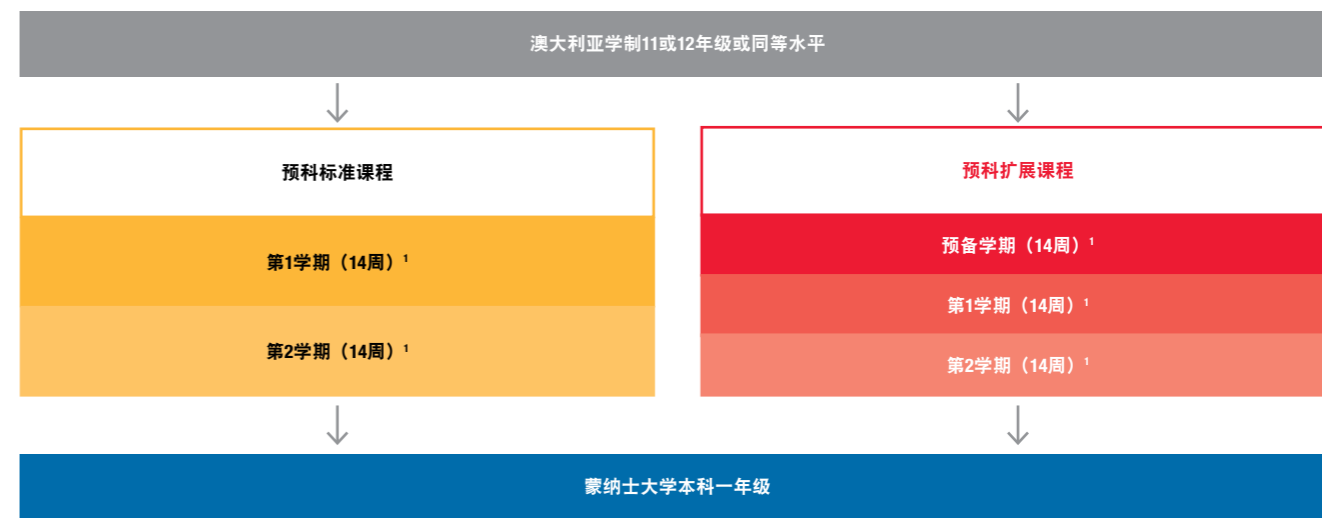 澳大利亚学制11或12年级或同等水平
预科标准课程
第1学期（14周）¹
第2学期（14周）¹
预科扩展课程
预备学期（14周）¹
第1学期（14周）¹
第2学期（14周）¹
蒙纳士大学本科一年级